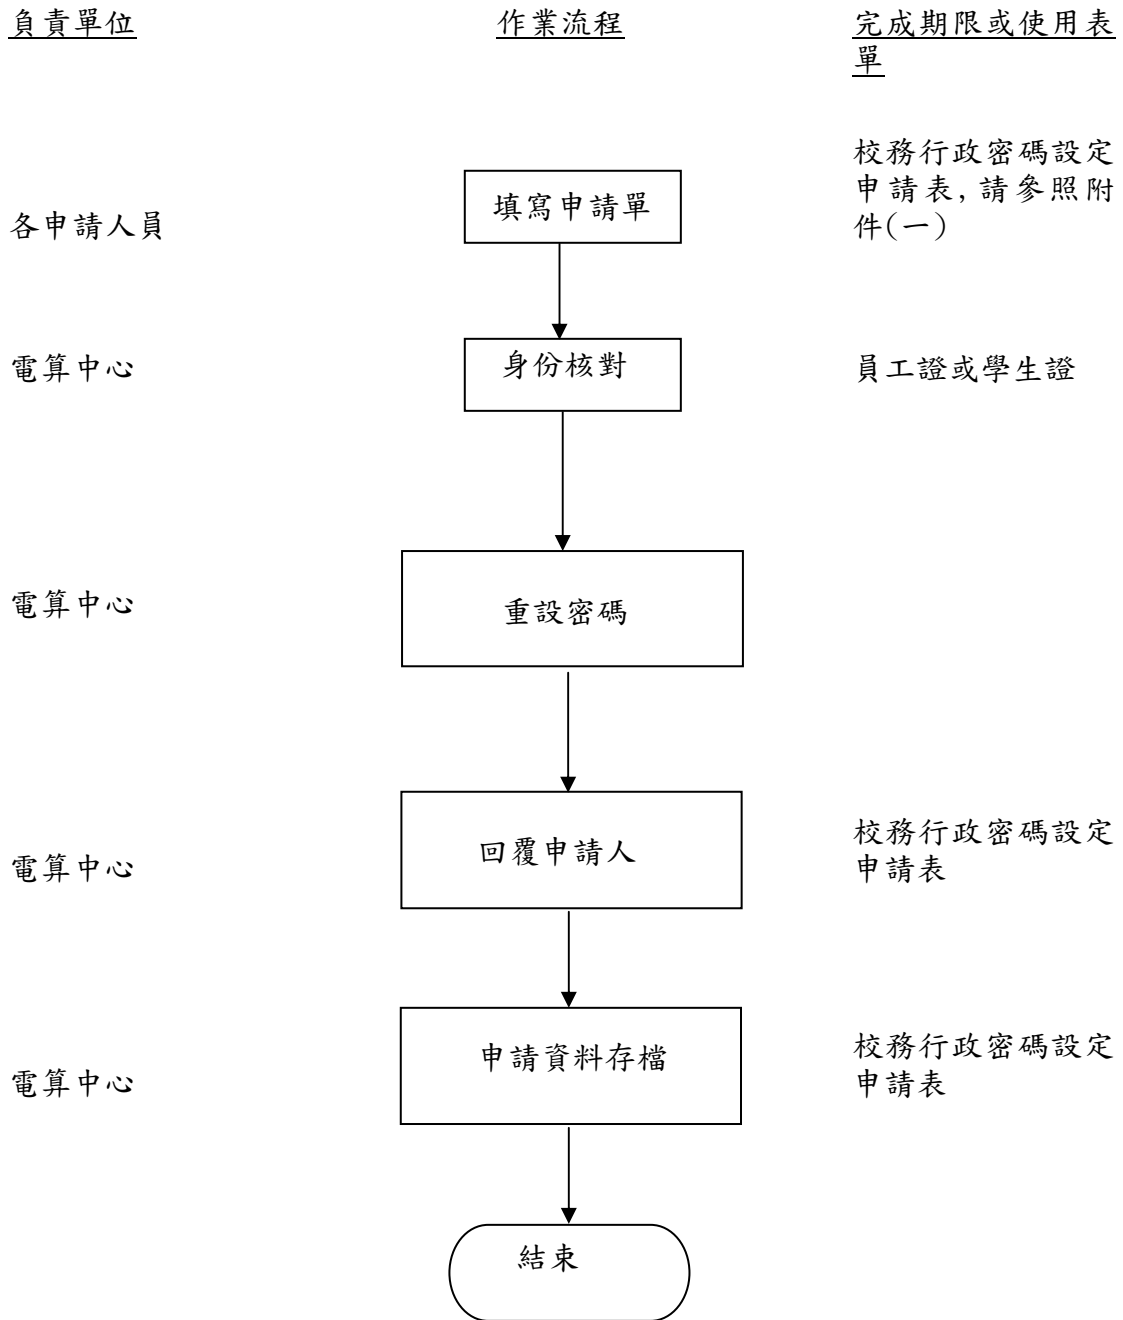 負責單位
作業流程
完成期限或使用表
單
校務行政密碼設定
申請表,請參照附
件(一)
各申請人員
填寫申請單
電算中心
身份核對
員工證或學生證
電算中心
重設密碼
電算中心
回覆申請人
校務行政密碼設定
申請表
電算中心
申請資料存檔
校務行政密碼設定
申請表
結束